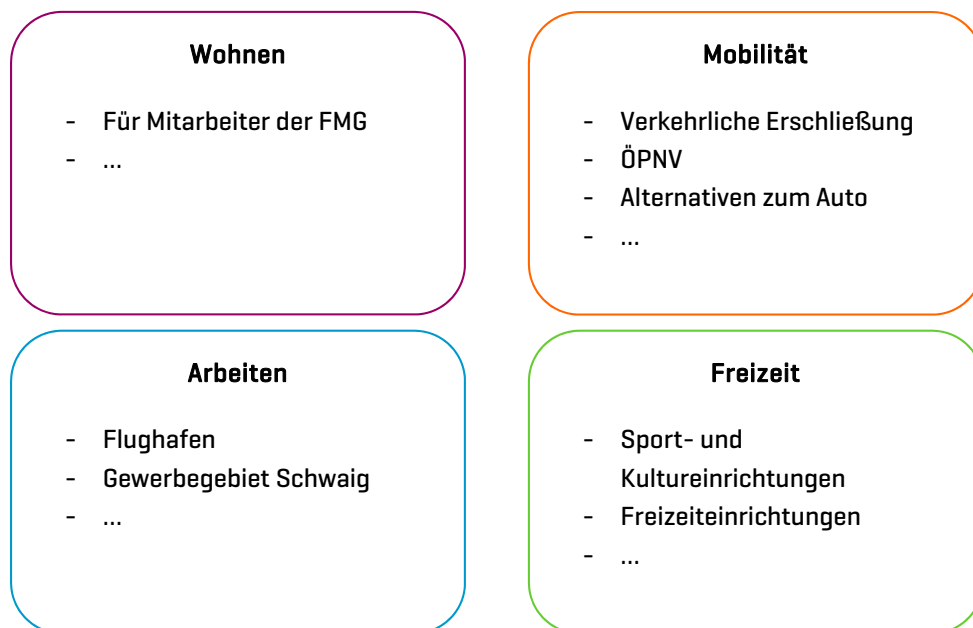 Wohnen
- Für Mitarbeiter der FMG
- ...
Mobilität
- Verkehrliche Erschließung
- ÖPNV
- Alternativen zum Auto
- ...
Arbeiten
- Flughafen
- Gewerbegebiet Schwaig
- ...
Freizeit
- Sport- und
Kultureinrichtungen
- Freizeiteinrichtungen
- ...